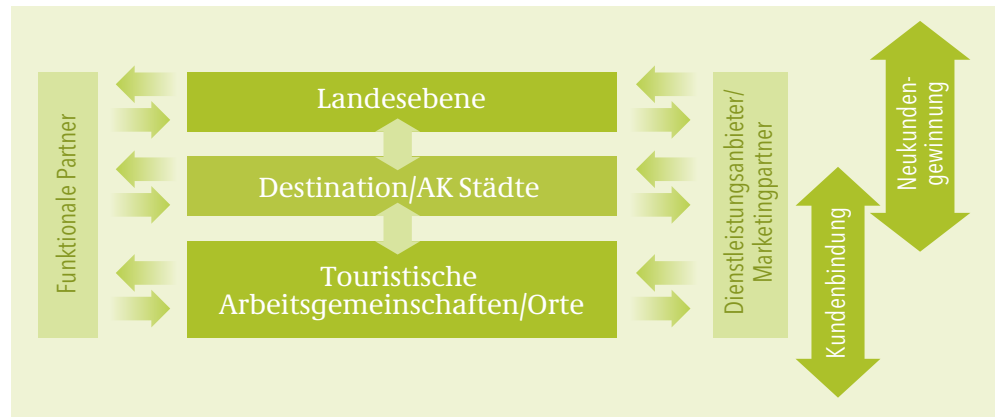 Funktionale Partner
Landesebene
Destination/AK Städte
Touristische
Arbeitsgemeinschaften/Orte
Dienstleistungsanbieter/
Marketingpartner
Kundenbindung
Neukunden-
gewinnung